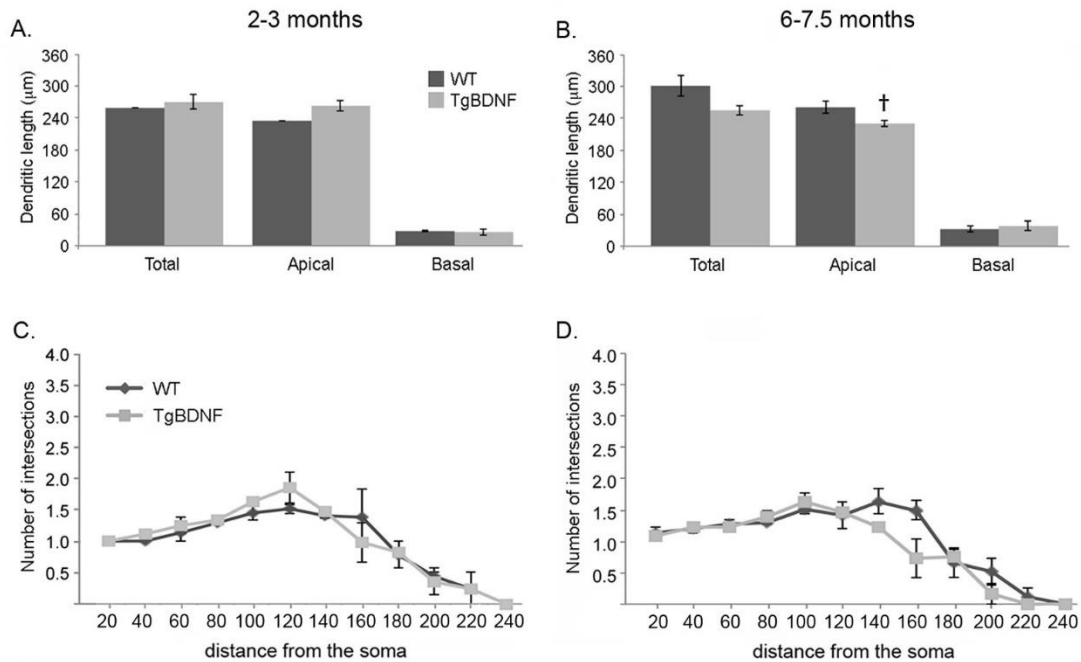 2-3 months
6-7.5 months
A.
Dendritic length (μm)
360
300
240
180
120
60
0
WT
TgBDNF
Total
Apical
Basal
B.
Dendritic length (μm)
360
300
240
180
120
60
0
†
Total
Apical
Basal
C.
Number of intersections
4.0
3.5
3.0
2.5
2.0
1.5
1.0
0.5
WT
TgBDNF
20 40 60 80 100 120 140 160 180 200 220 240
distance from the soma
D.
Number of intersections
4.0
3.5
3.0
2.5
2.0
1.5
1.0
0.5
20 40 60 80 100 120 140 160 180 200 220 240
distance from the soma